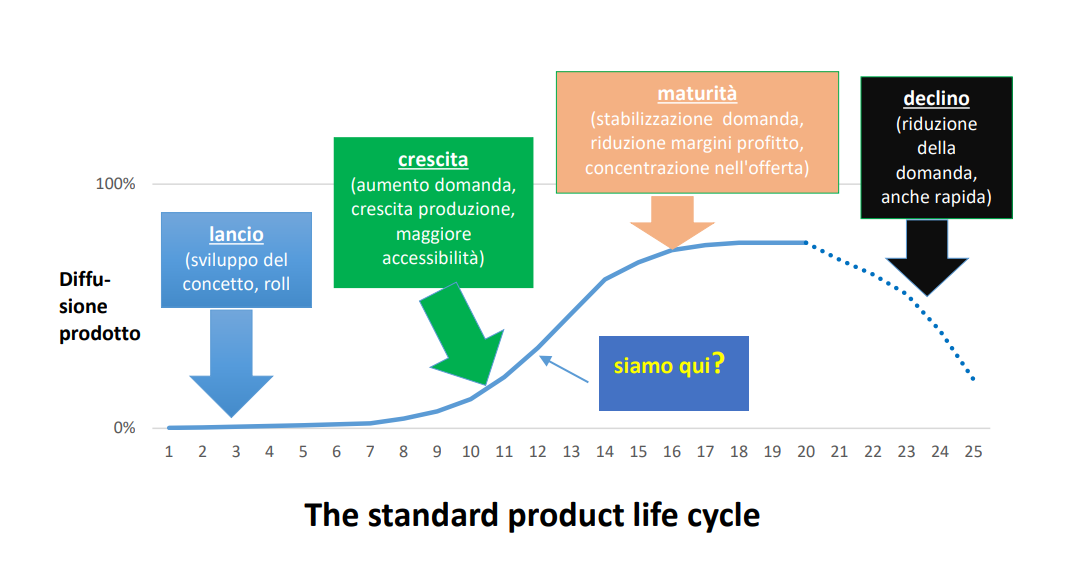 maturità
(stabilizzazione domanda,
riduzione margini profitto,
concentrazione nell'offerta)
declino
(riduzione
della
domanda,
anche rapida)
crescita
(aumento domanda,
crescita produzione,
maggiore
accessibilità)
100%
lancio
(sviluppo del
concetto, roll
Diffu-
sione
prodotto
siamo qui?
0%
1 2 3 4 5 6 7 8 9 10 11 12 13 14 15 16 17 18 19 20 21 22 23 24 25
The standard product life cycle